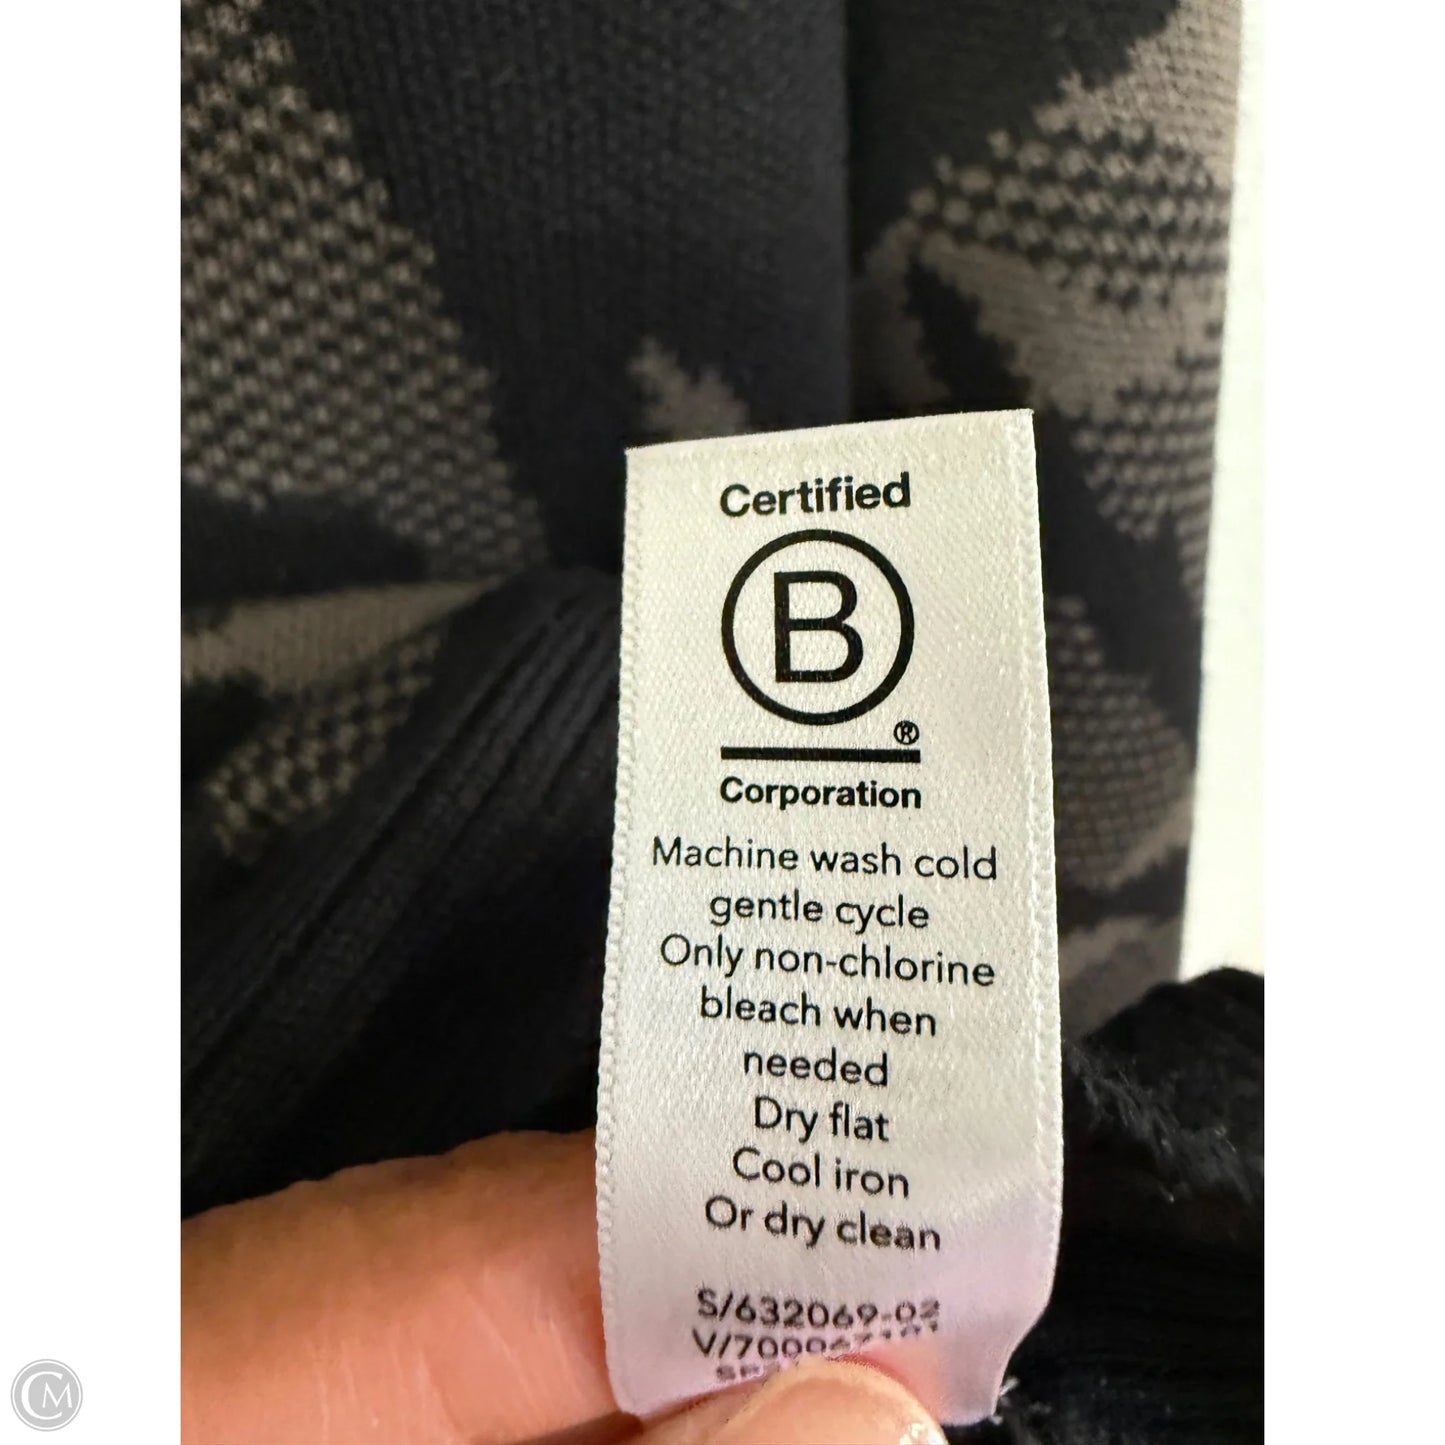 Certified
B
®
Corporation
Machine wash cold
gentle cycle
Only non-chlorine
bleach when
needed
Dry flat
Cool iron
Or dry clean
S/632069-02
CM